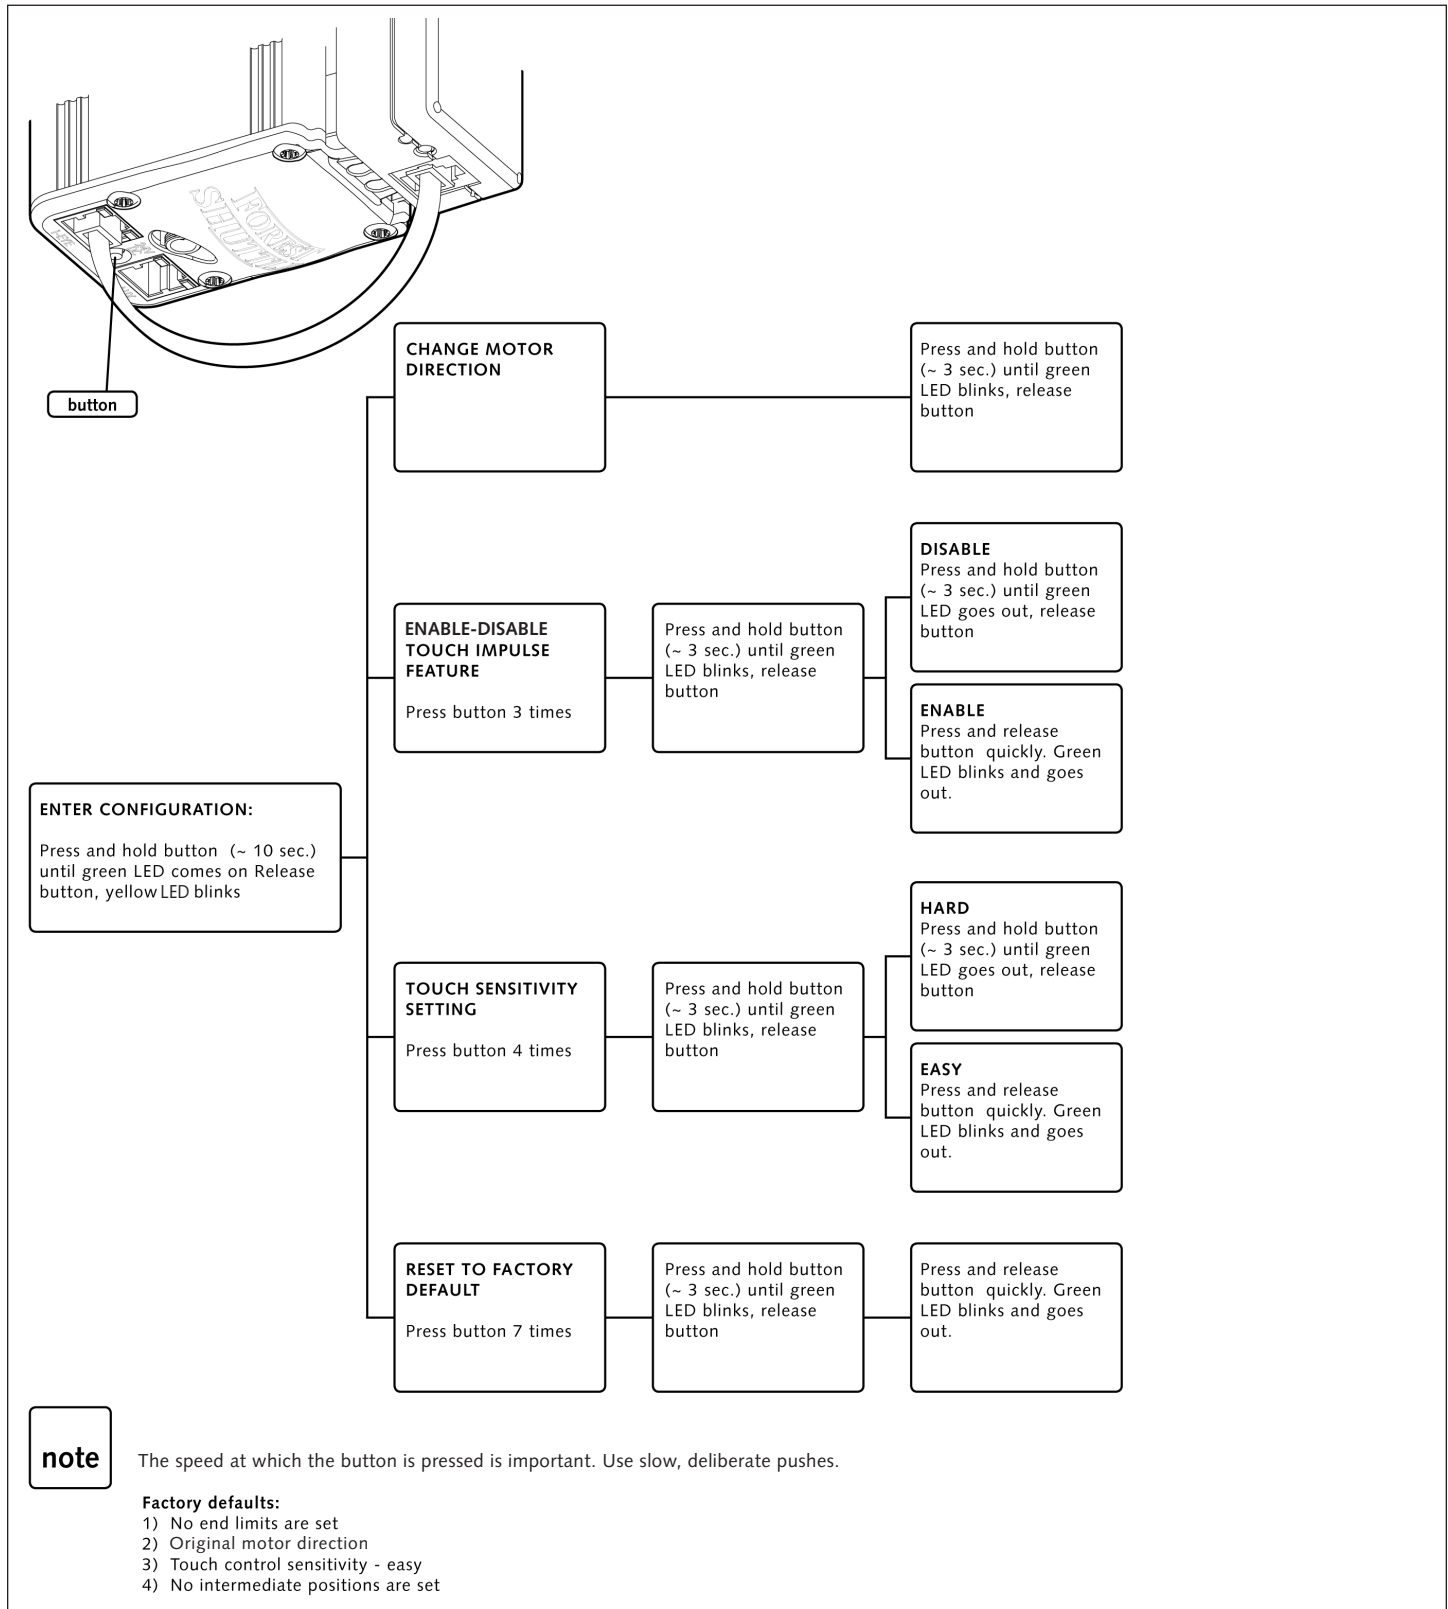 FOREST
SHUTTLE
button
CHANGE MOTOR
DIRECTION
Press and hold button
(~ 3 sec.) until green
LED blinks, release
button
ENABLE-DISABLE
TOUCH IMPULSE
FEATURE
Press button 3 times
Press and hold button
(~ 3 sec.) until green
LED blinks, release
button
DISABLE
Press and hold button
(~ 3 sec.) until green
LED goes out, release
button
ENABLE
Press and release
button  quickly. Green
LED blinks and goes
out.
ENTER CONFIGURATION:
Press and hold button  (~ 10 sec.)
until green LED comes on Release
button, yellow LED blinks
TOUCH SENSITIVITY
SETTING
Press button 4 times
Press and hold button
(~ 3 sec.) until green
LED blinks, release
button
HARD
Press and hold button
(~ 3 sec.) until green
LED goes out, release
button
EASY
Press and release
button  quickly. Green
LED blinks and goes
out.
RESET TO FACTORY
DEFAULT
Press button 7 times
Press and hold button
(~ 3 sec.) until green
LED blinks, release
button
Press and release
button  quickly. Green
LED blinks and goes
out.
note
The speed at which the button is pressed is important. Use slow, deliberate pushes.
Factory defaults:
1) No end limits are set
2) Original motor direction
3) Touch control sensitivity - easy
4) No intermediate positions are set